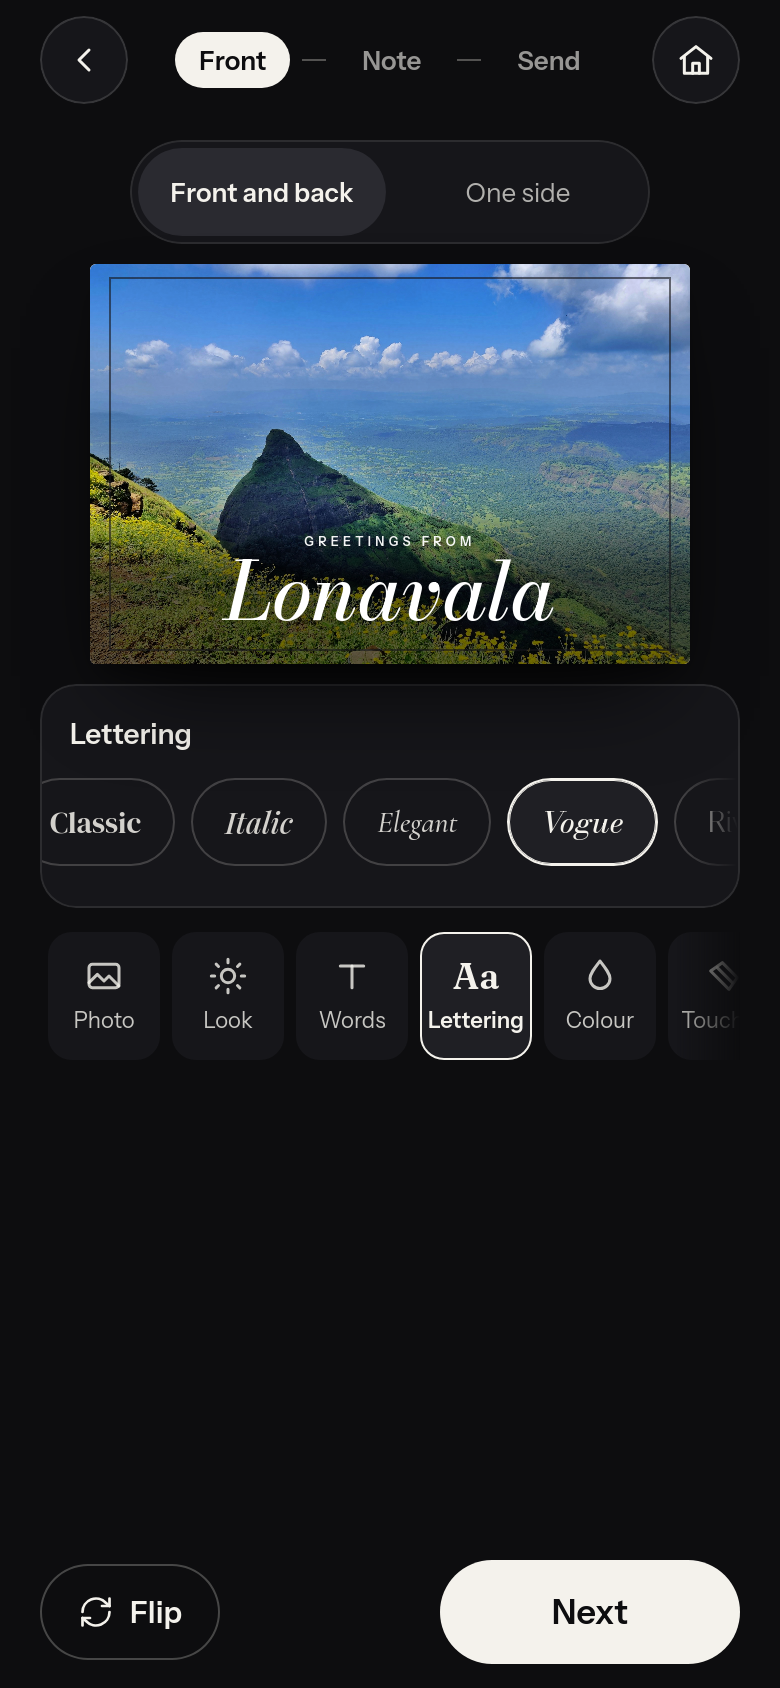 Front
Note
Send
Front and back
One side
GREETINGS FROM
Lonavala
Lettering
Classic
Italic
Elegant
Vogue
Photo
Look
Words
Aa
Lettering
Colour
Flip
Next